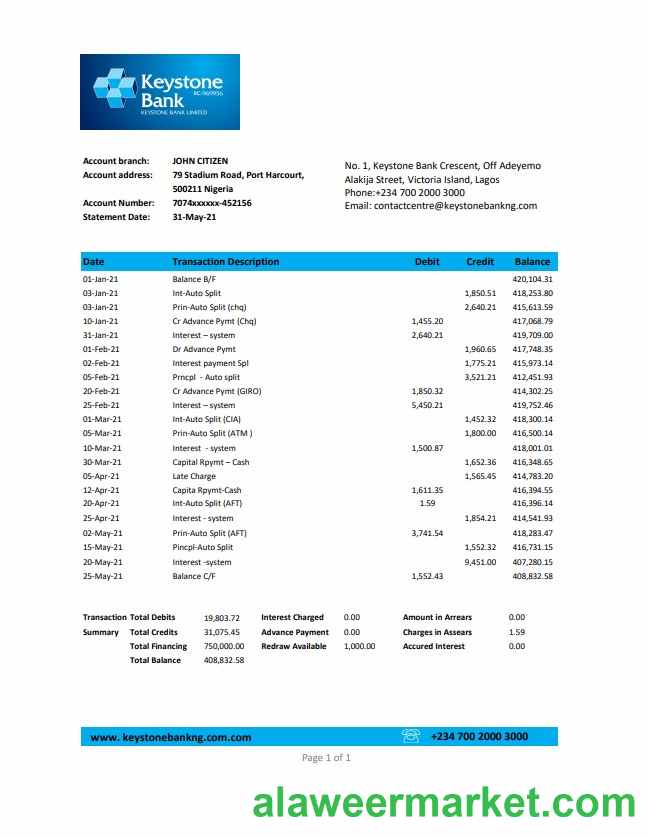 Keystone
RC-969956
Bank
KEYSTONE BANK LIMITED
Account branch: JOHN CITIZEN
Account address: 79 Stadium Road, Port Harcourt,
500211 Nigeria
Account Number: 7074xxxxxx-452156
Statement Date: 31-May-21
No. 1, Keystone Bank Crescent, Off Adeyemo
Alakija Street, Victoria Island, Lagos
Phone:+234 700 2000 3000
Email: contactcentre@keystonebankng.com
Date Transaction Description Debit Credit Balance
01-Jan-21 Balance B/F 420,104.31
03-Jan-21 Int-Auto Split 1,850.51 418,253.80
03-Jan-21 Prin-Auto Split (chq) 2,640.21 415,613.59
10-Jan-21 Cr Advance Pymt (Chq) 1,455.20 417,068.79
31-Jan-21 Interest – system 2,640.21 419,709.00
01-Feb-21 Dr Advance Pymt 1,960.65 417,748.35
02-Feb-21 Interest payment Spl 1,775.21 415,973.14
05-Feb-21 Prncpl - Auto split 3,521.21 412,451.93
20-Feb-21 Cr Advance Pymt (GIRO) 1,850.32 414,302.25
25-Feb-21 Interest – system 5,450.21 419,752.46
01-Mar-21 Int-Auto Split (CIA) 1,452.32 418,300.14
05-Mar-21 Prin-Auto Split (ATM ) 1,800.00 416,500.14
10-Mar-21 Interest - system 1,500.87 418,001.01
30-Mar-21 Capital Rpymt – Cash 1,652.36 416,348.65
05-Apr-21 Late Charge 1,565.45 414,783.20
12-Apr-21 Capita Rpymt-Cash 1,611.35 416,394.55
20-Apr-21 Int-Auto Split (AFT) 1.59 416,396.14
25-Apr-21 Interest - system 1,854.21 414,541.93
02-May-21 Prin-Auto Split (AFT) 3,741.54 418,283.47
15-May-21 Pincpl-Auto Split 1,552.32 416,731.15
20-May-21 Interest -system 9,451.00 407,280.15
25-May-21 Balance C/F 1,552.43 408,832.58
Transaction Total Debits 19,803.72 Interest Charged 0.00 Amount in Arrears 0.00
Summary Total Credits 31,075.45 Advance Payment 0.00 Charges in Assears 1.59
Total Financing 750,000.00 Redraw Available 1,000.00 Accured Interest 0.00
Total Balance 408,832.58
www. keystonebankng.com.com +234 700 2000 3000
Page 1 of 1
alaweermarket.com